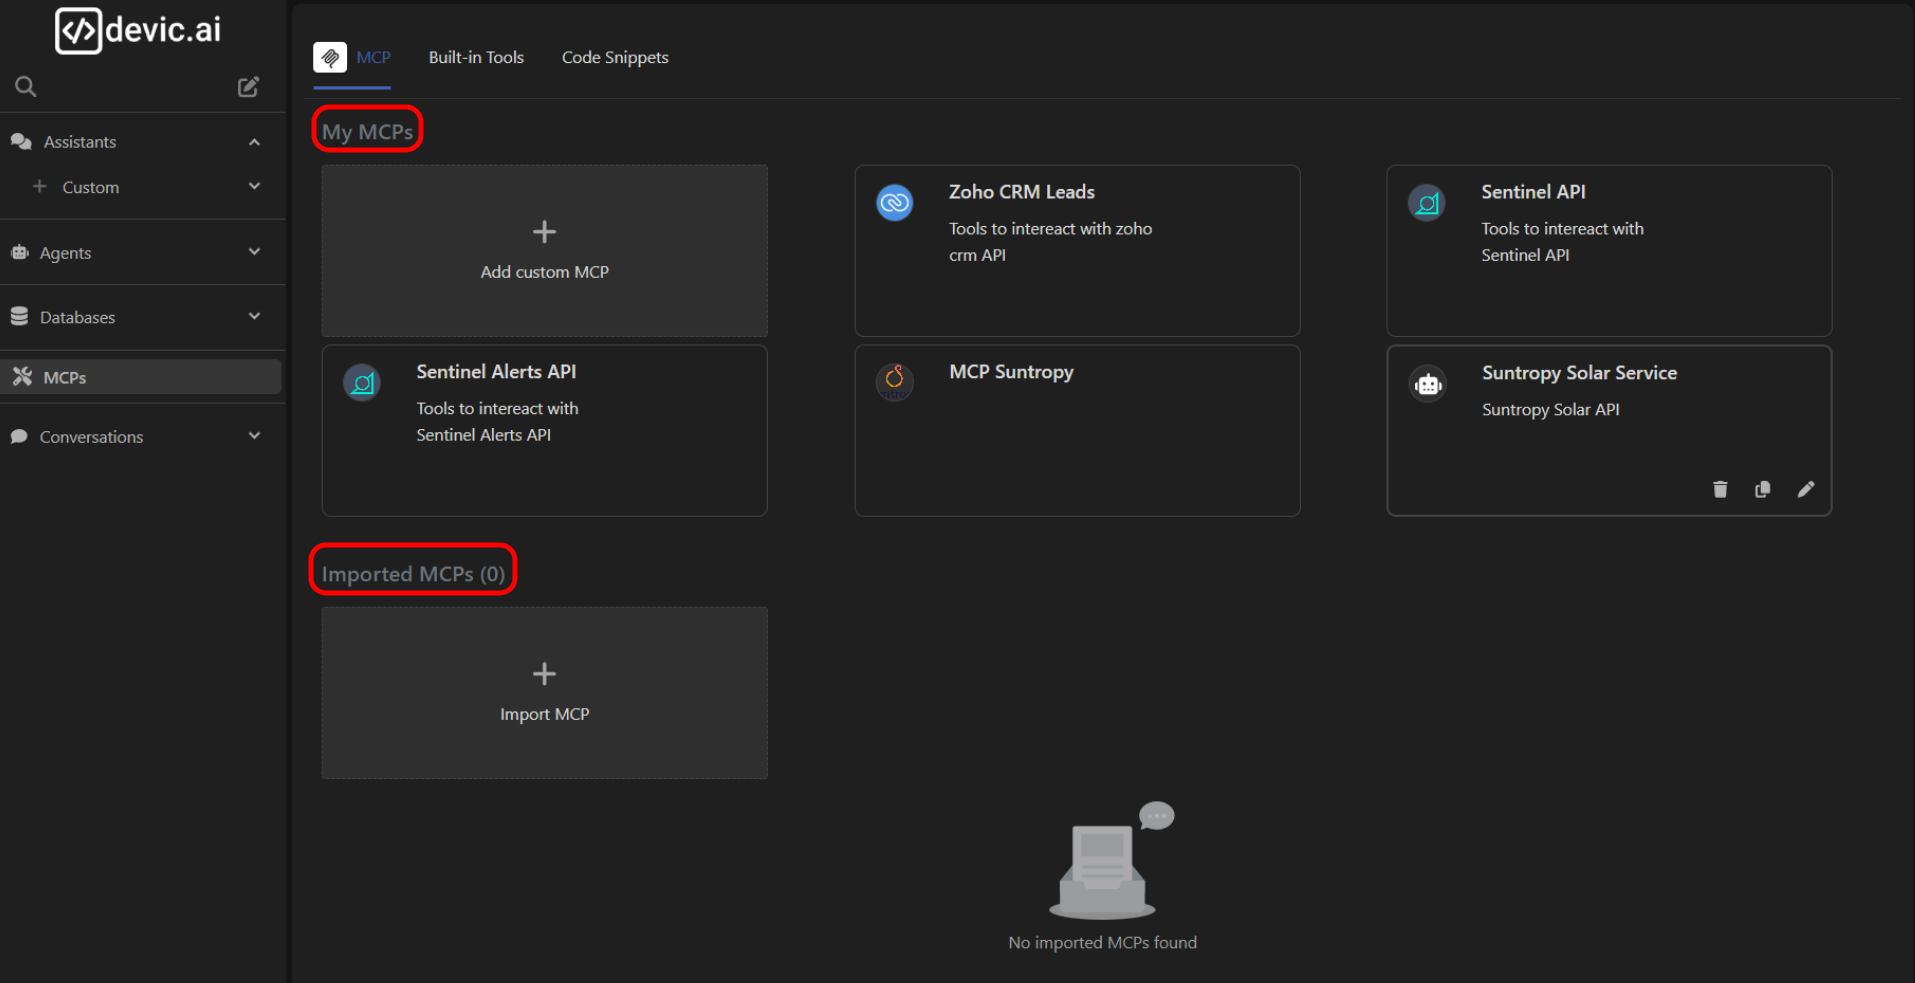 devic.ai
Assistants
Custom
Agents
Databases
MCPs
Conversations
MCP
Built-in Tools
Code Snippets
My MCPs
Add custom MCP
Zoho CRM Leads
Tools to intereact with zoho
crm API
Sentinel API
Tools to intereact with
Sentinel API
Sentinel Alerts API
Tools to intereact with
Sentinel Alerts API
MCP Suntropy
Suntropy Solar Service
Suntropy Solar API
Imported MCPs (0)
Import MCP
No imported MCPs found